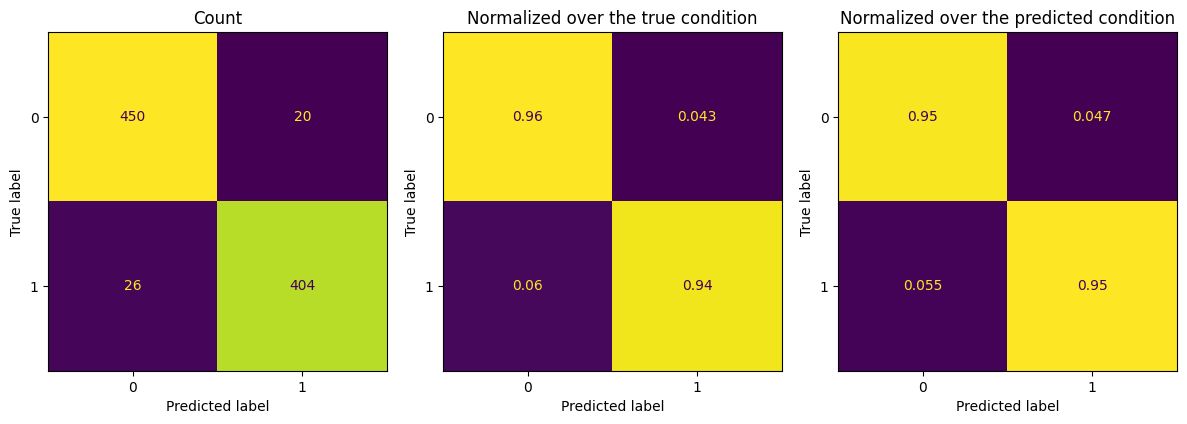 Count
450
20
26
404
0
1
0
1
True label
Predicted label
Normalized over the true condition
0.96
0.043
0.06
0.94
0
1
0
1
True label
Predicted label
Normalized over the predicted condition
0.95
0.047
0.055
0.95
0
1
0
1
True label
Predicted label